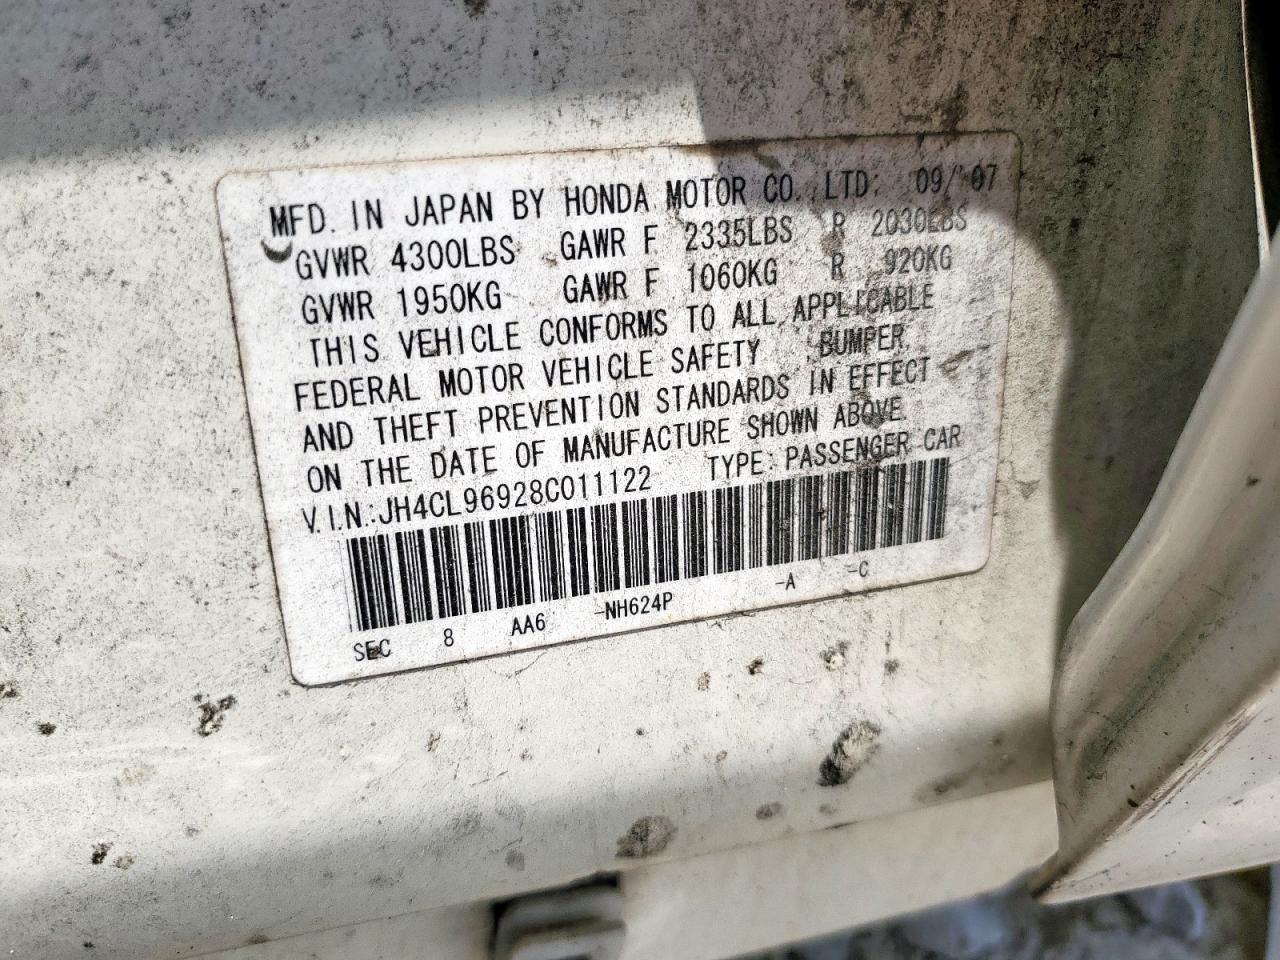 MFD. IN JAPAN BY HONDA MOTOR CO.,LTD. 09/'07
GVWR 4300LBS GAWR F 2335LBS R 2030LBS
GVWR 1950KG GAWR F 1060KG R 920KG
THIS VEHICLE CONFORMS TO ALL APPLICABLE
FEDERAL MOTOR VEHICLE SAFETY , BUMPER,
AND THEFT PREVENTION STANDARDS IN EFFECT
ON THE DATE OF MANUFACTURE SHOWN ABOVE.
V.I.N.:JH4CL96928C011122 TYPE: PASSENGER CAR
SEC 8 AA6 -NH624P -A -C